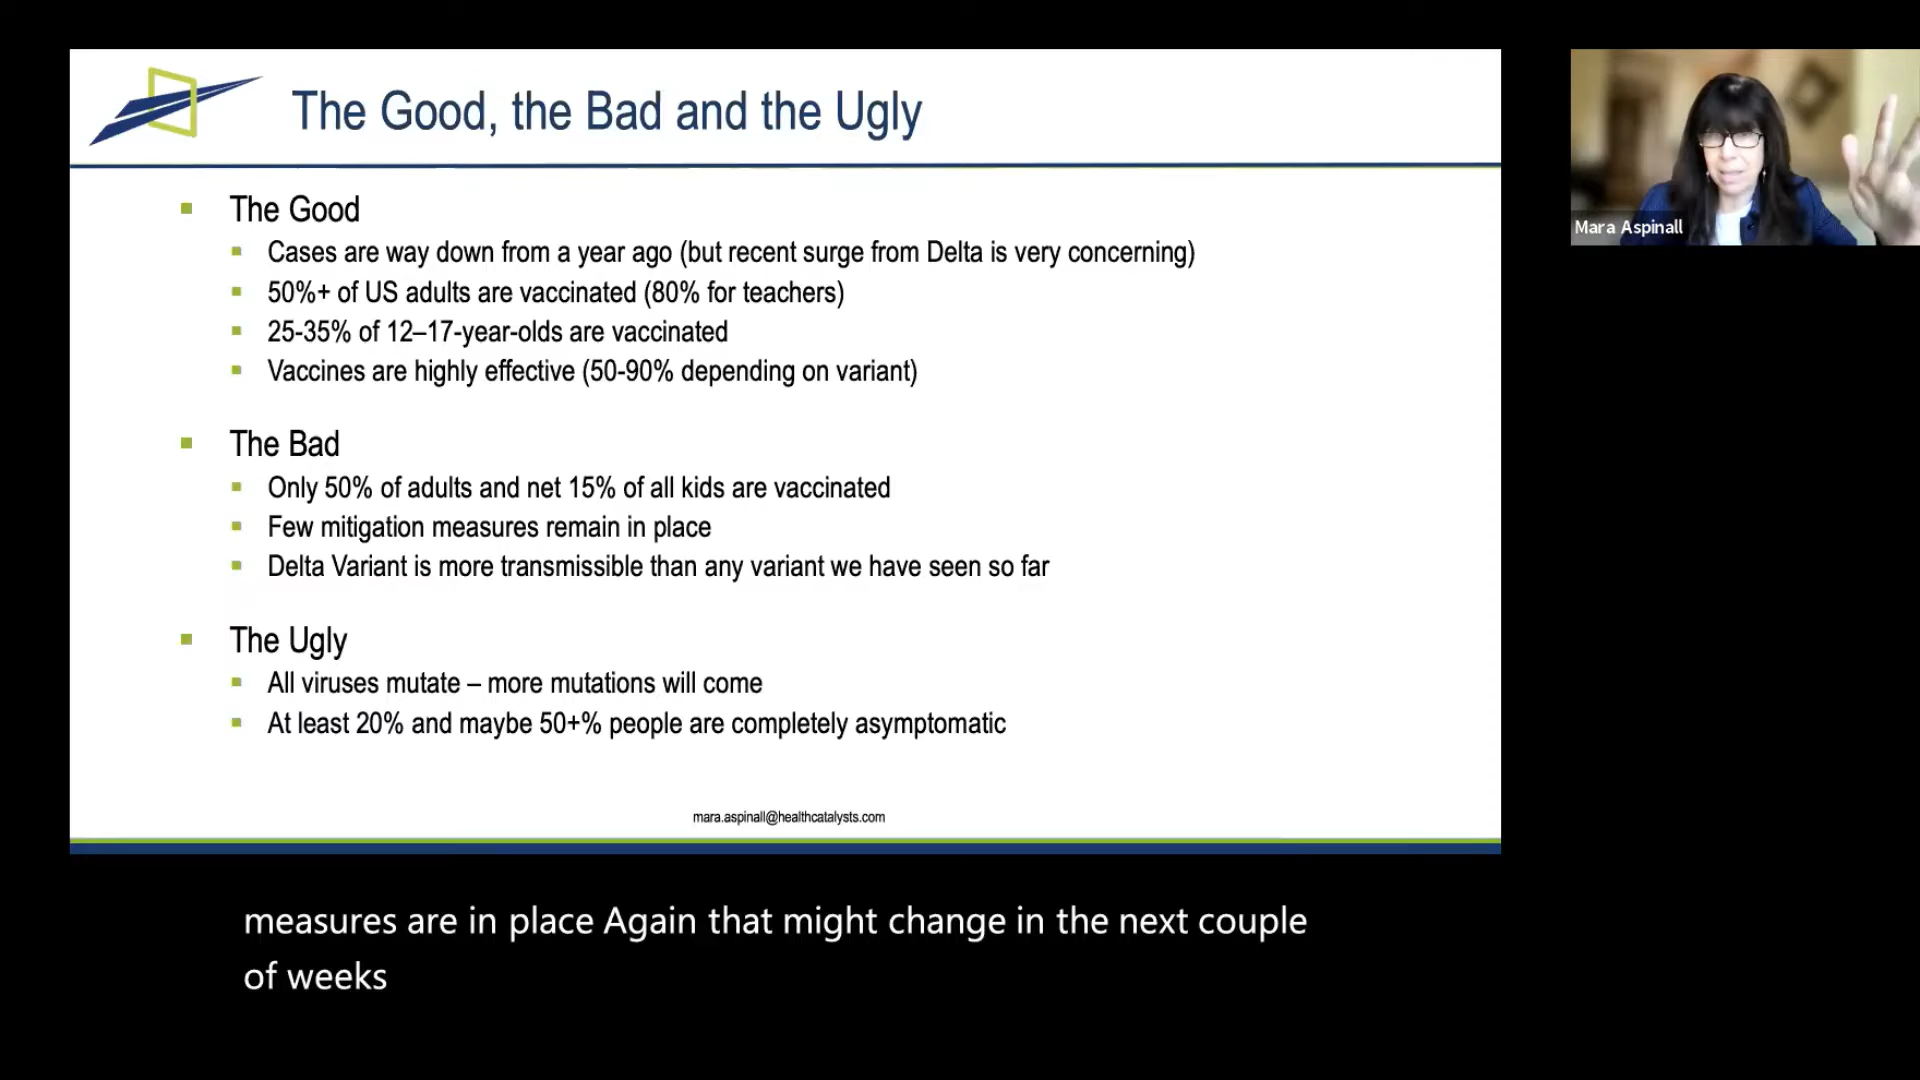 The Good, the Bad and the Ugly
The Good
Cases are way down from a year ago (but recent surge from Delta is very concerning)
50%+ of US adults are vaccinated (80% for teachers)
25-35% of 12–17-year-olds are vaccinated
Vaccines are highly effective (50-90% depending on variant)
The Bad
Only 50% of adults and net 15% of all kids are vaccinated
Few mitigation measures remain in place
Delta Variant is more transmissible than any variant we have seen so far
The Ugly
All viruses mutate – more mutations will come
At least 20% and maybe 50+% people are completely asymptomatic
mara.aspinall@healthcatalysts.com
Mara Aspinall
measures are in place Again that might change in the next couple
of weeks